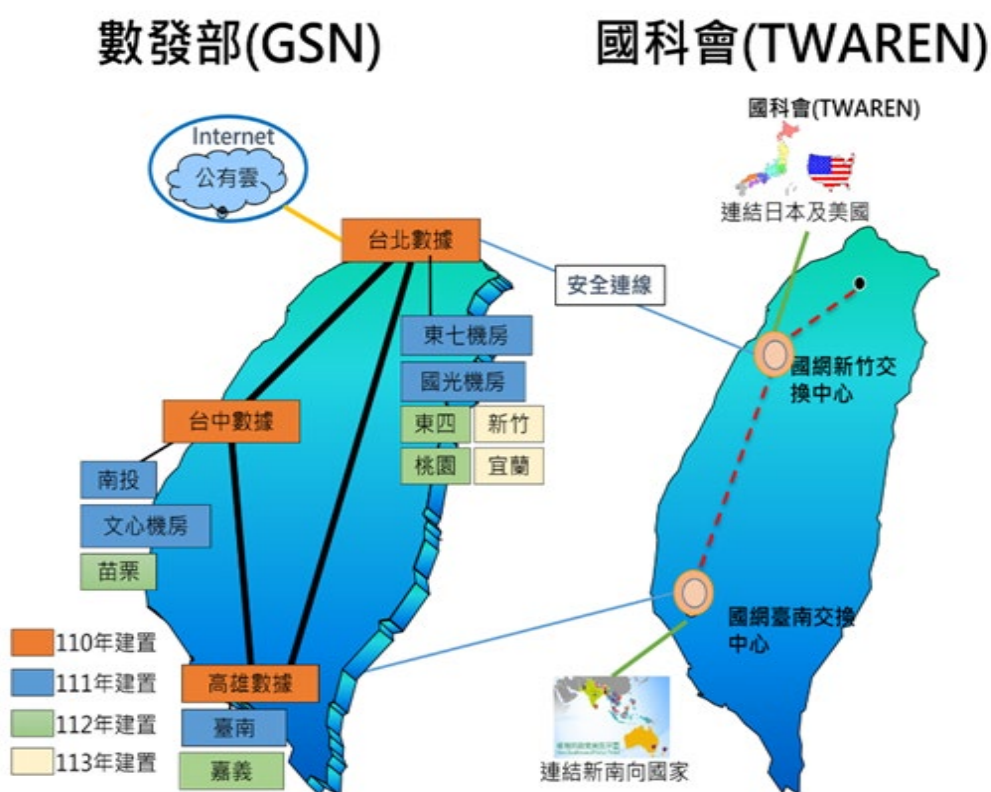 數發部(GSN)
國科會(TWAREN)
Internet
公有雲
台北數據
安全連線
東七機房
國光機房
東四
新竹
桃園
宜蘭
台中數據
南投
文心機房
苗栗
110年建置
111年建置
112年建置
113年建置
高雄數據
臺南
嘉義
國科會(TWAREN)
連結日本及美國
國網新竹交
換中心
國網臺南交換
中心
連結新南向國家